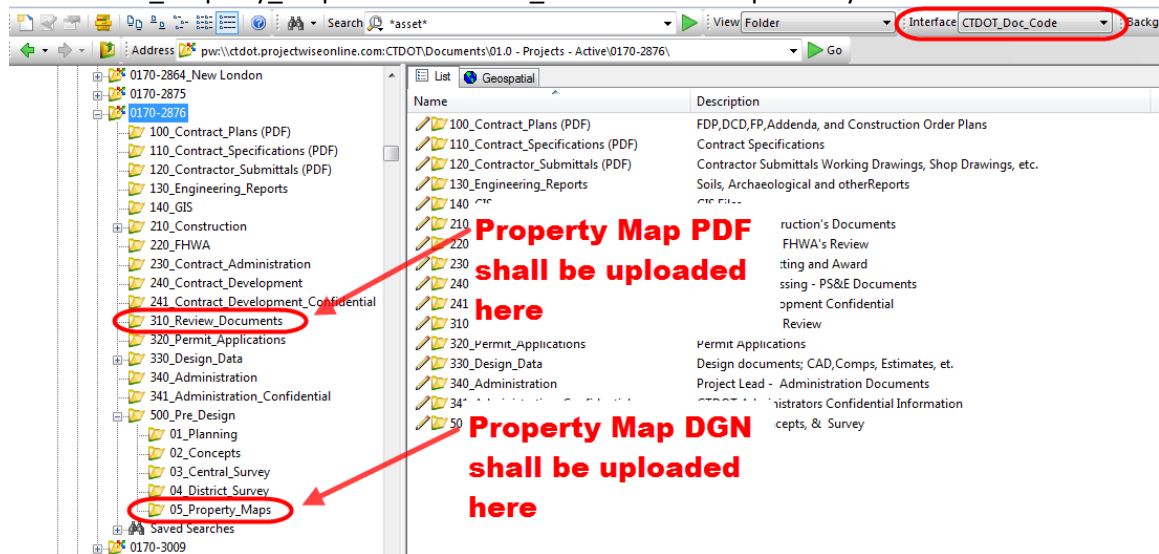 Search *asset* View Folder Interface CTDOT_Doc_Code Backg
Address pw:\\ctdot.projectwiseonline.com:CTDOT\Documents\01.0 - Projects - Active\0170-2876\ Go
0170-2864_New London
0170-2875
0170-2876
100_Contract_Plans (PDF)
110_Contract_Specifications (PDF)
120_Contractor_Submittals (PDF)
130_Engineering_Reports
140_GIS
210_Construction
220_FHWA
230_Contract_Administration
240_Contract_Development
241_Contract_Development_Confidential
310_Review_Documents
320_Permit_Applications
330_Design_Data
340_Administration
341_Administration_Confidential
500_Pre_Design
01_Planning
02_Concepts
03_Central_Survey
04_District_Survey
05_Property_Maps
Saved Searches
0170-3009
List Geospatial
Name Description
100_Contract_Plans (PDF) FDP,DCD,FP,Addenda, and Construction Order Plans
110_Contract_Specifications (PDF) Contract Specifications
120_Contractor_Submittals (PDF) Contractor Submittals Working Drawings, Shop Drawings, etc.
130_Engineering_Reports Soils, Archaeological and otherReports
140_GIS GIS Files
210 ruction's Documents
220 FHWA's Review
230 tting and Award
240 ssing - PS&E Documents
241 opment Confidential
310 Review
320_Permit_Applications Permit Applications
330_Design_Data Design documents; CAD,Comps, Estimates, et.
340_Administration Project Lead - Administration Documents
341 nistrators Confidential Information
50 cepts, & Survey
Property Map PDF
shall be uploaded
here
Property Map DGN
shall be uploaded
here